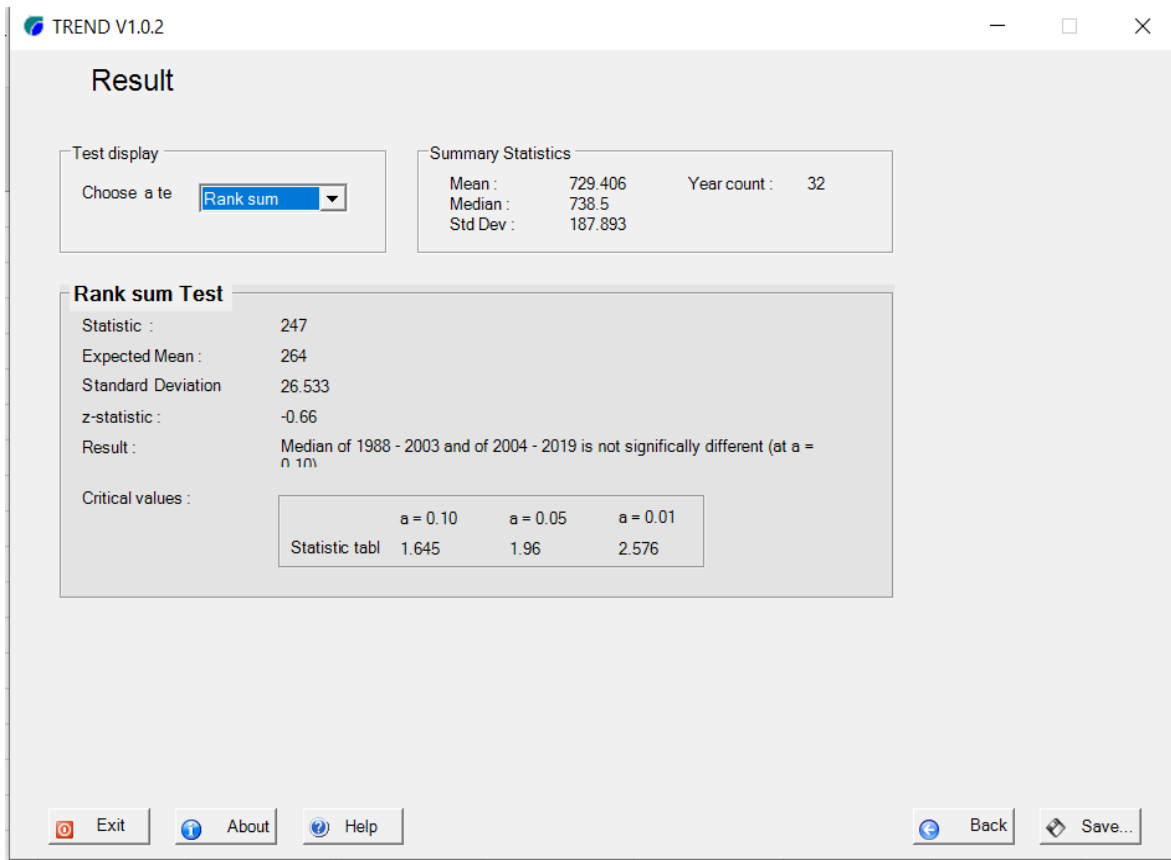 TREND V1.0.2
Result
Test display
Choose a te
Rank sum
Summary Statistics
Mean : 729.406 Year count : 32
Median : 738.5
Std Dev : 187.893
Rank sum Test
Statistic : 247
Expected Mean : 264
Standard Deviation 26.533
z-statistic : -0.66
Result : Median of 1988 - 2003 and of 2004 - 2019 is not significally different (at a =
0.10)
Critical values :
a = 0.10 a = 0.05 a = 0.01
Statistic tabl 1.645 1.96 2.576
Exit About Help Back Save...